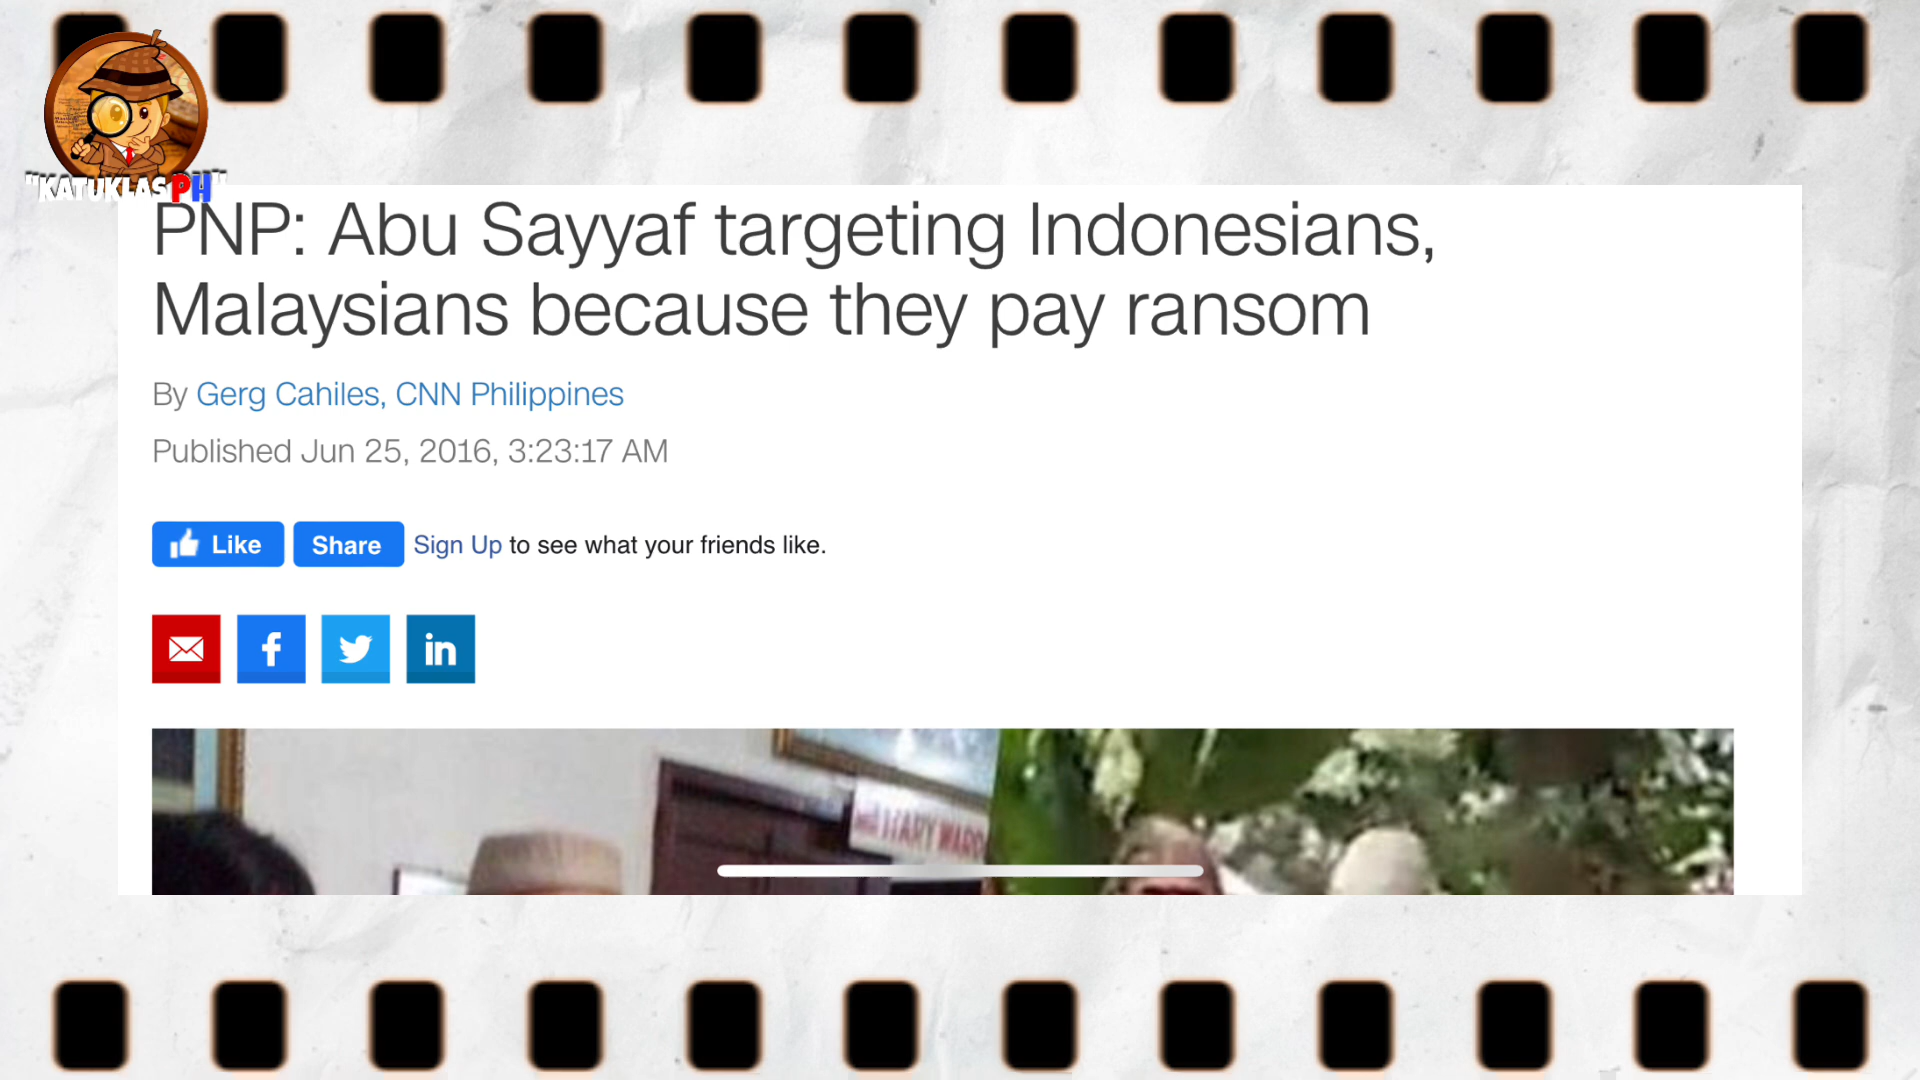 "KATUKLAS PH"
PNP: Abu Sayyaf targeting Indonesians,
Malaysians because they pay ransom
By Gerg Cahiles, CNN Philippines
Published Jun 25, 2016, 3:23:17 AM
Like Share Sign Up to see what your friends like.